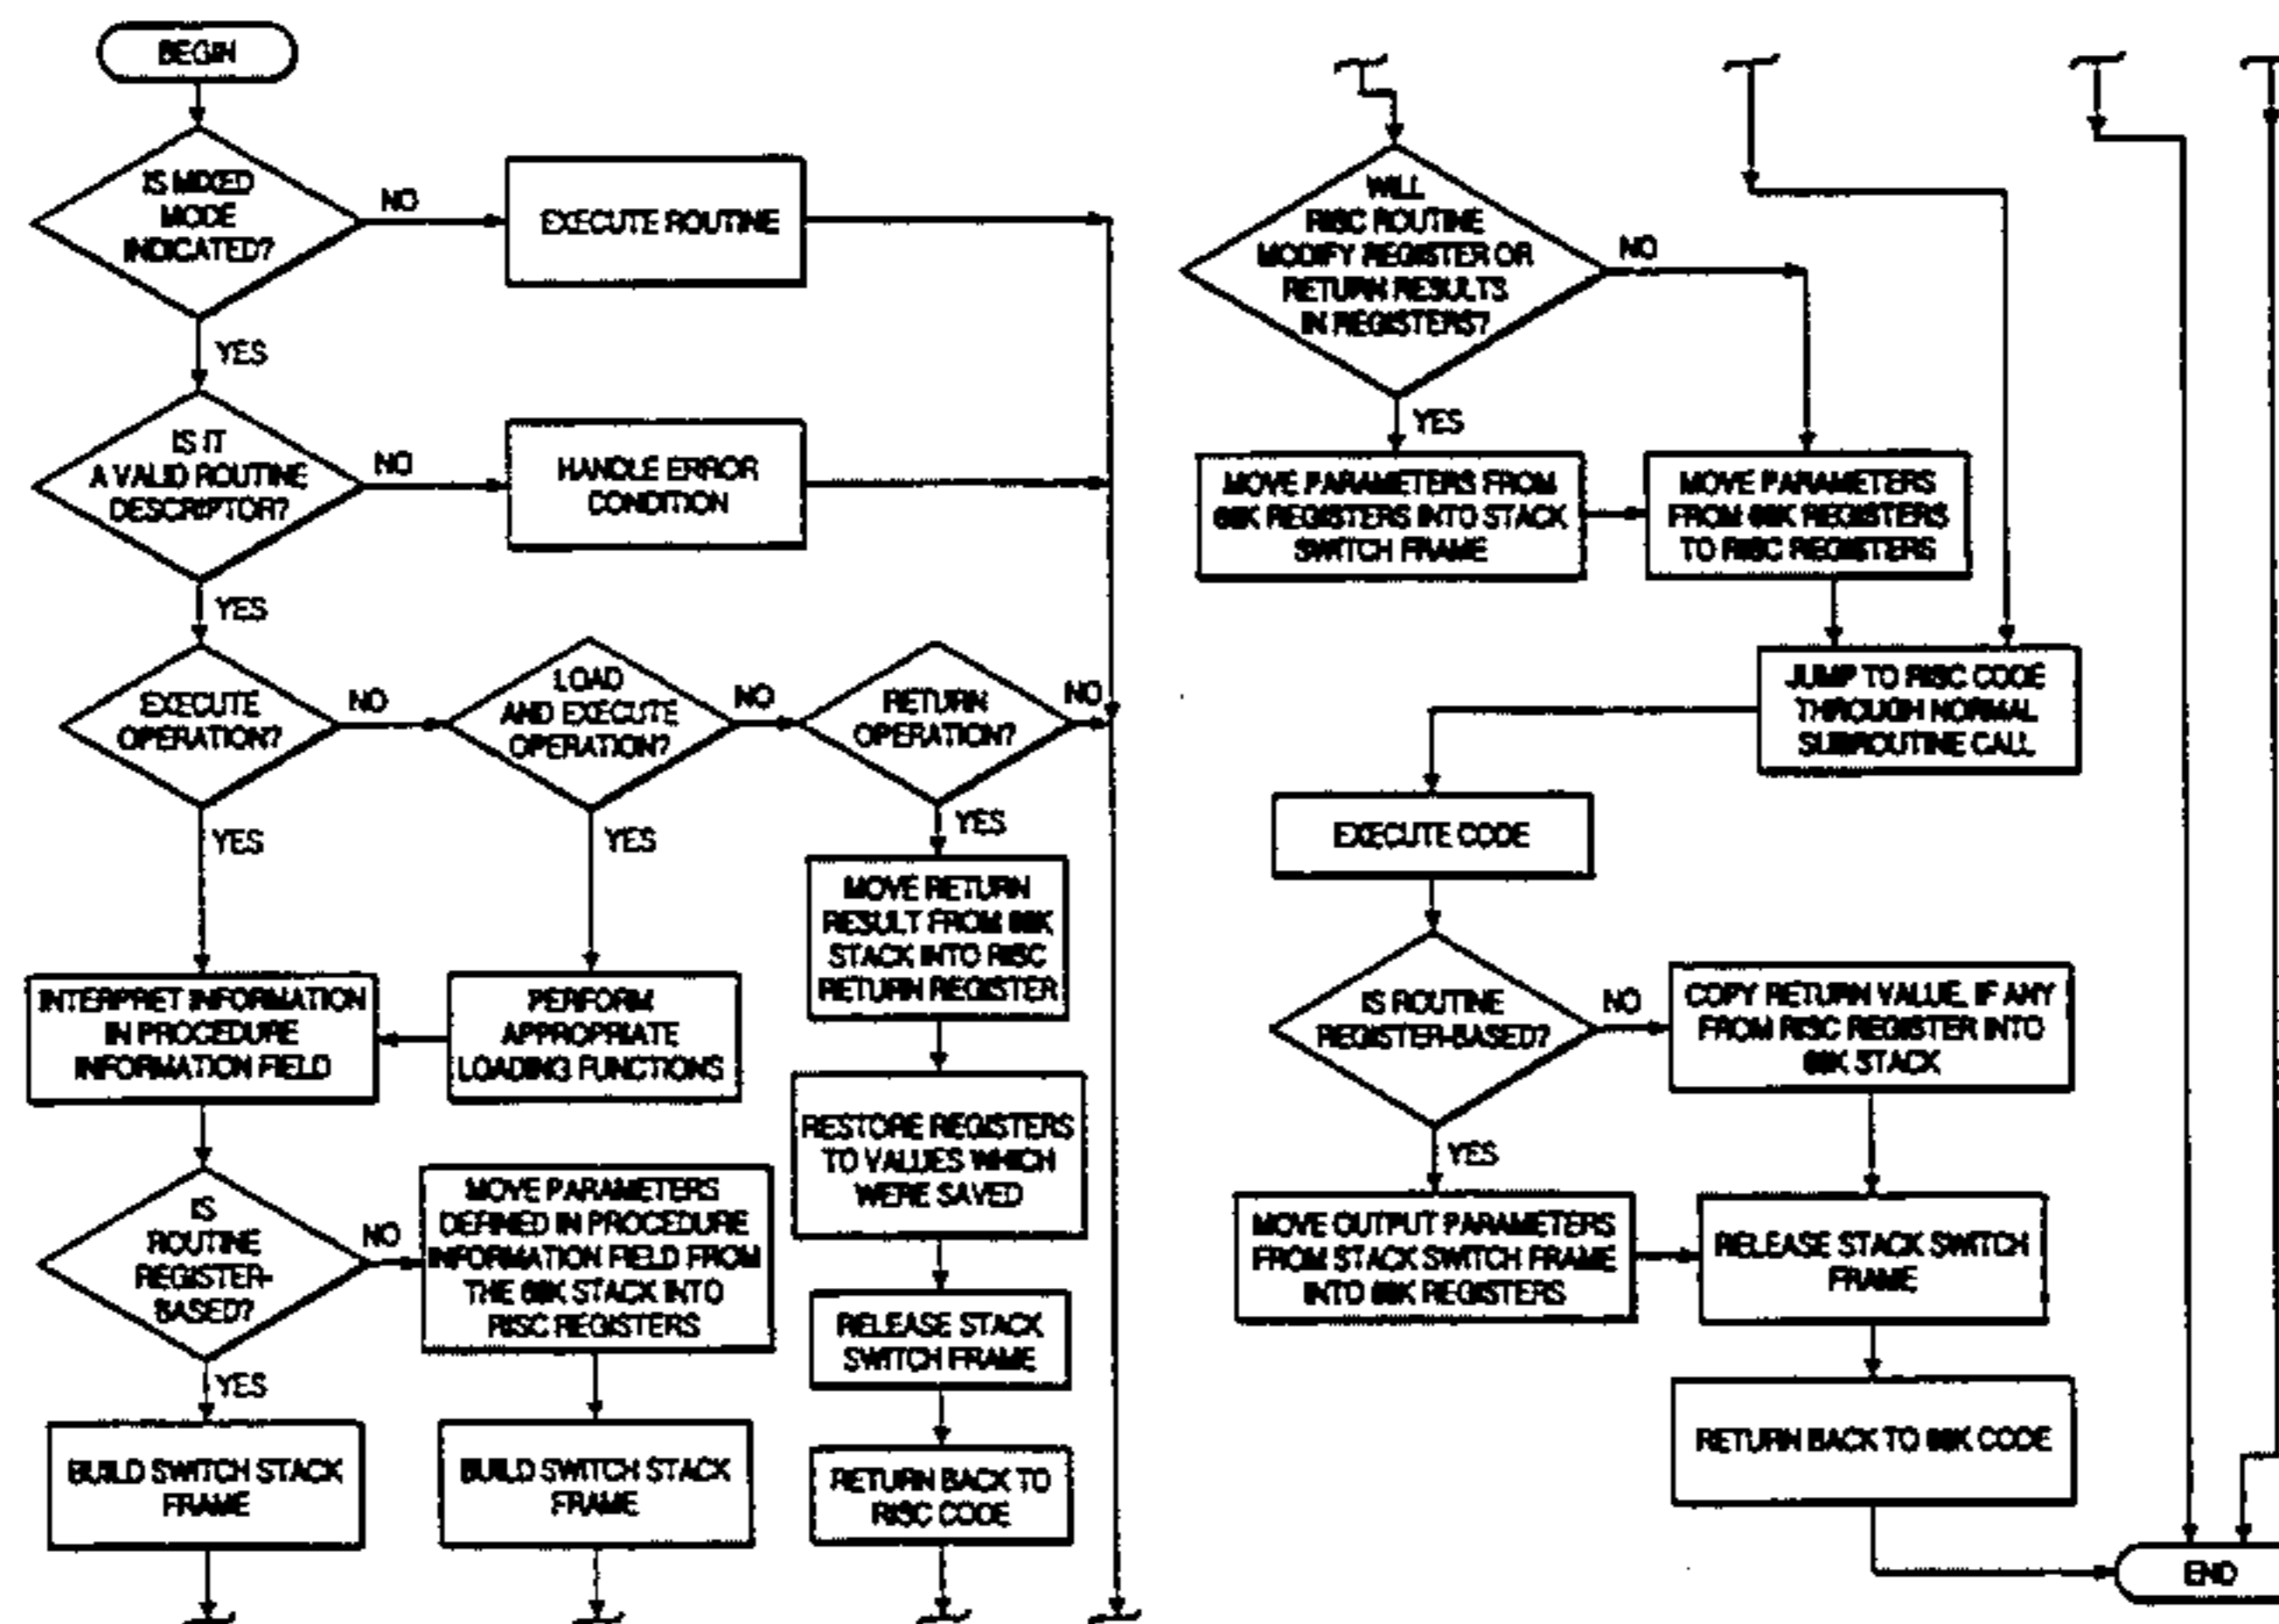 BEGIN
IS MIXED
MODE
INDICATED?
NO
EXECUTE ROUTINE
YES
IS IT
A VALID ROUTINE
DESCRIPTOR?
NO
HANDLE ERROR
CONDITION
YES
EXECUTE
OPERATION?
NO
LOAD
AND EXECUTE
OPERATION?
NO
RETURN
OPERATION?
NO
YES
YES
YES
MOVE RETURN
RESULT FROM 68K
STACK INTO RISC
RETURN REGISTER
INTERPRET INFORMATION
IN PROCEDURE
INFORMATION FIELD
PERFORM
APPROPRIATE
LOADING FUNCTIONS
RESTORE REGISTERS
TO VALUES WHICH
WERE SAVED
IS
ROUTINE
REGISTER-
BASED?
NO
MOVE PARAMETERS
DEFINED IN PROCEDURE
INFORMATION FIELD FROM
THE 68K STACK INTO
RISC REGISTERS
RELEASE STACK
SWITCH FRAME
YES
BUILD SWITCH STACK
FRAME
BUILD SWITCH STACK
FRAME
RETURN BACK TO
RISC CODE
WILL
RISC ROUTINE
MODIFY REGISTER OR
RETURN RESULTS
IN REGISTERS?
NO
YES
MOVE PARAMETERS FROM
68K REGISTERS INTO STACK
SWITCH FRAME
MOVE PARAMETERS
FROM 68K REGISTERS
TO RISC REGISTERS
JUMP TO RISC CODE
THROUGH NORMAL
SUBROUTINE CALL
EXECUTE CODE
IS ROUTINE
REGISTER-BASED?
NO
COPY RETURN VALUE, IF ANY
FROM RISC REGISTER INTO
68K STACK
YES
MOVE OUTPUT PARAMETERS
FROM STACK SWITCH FRAME
INTO 68K REGISTERS
RELEASE STACK SWITCH
FRAME
RETURN BACK TO 68K CODE
END